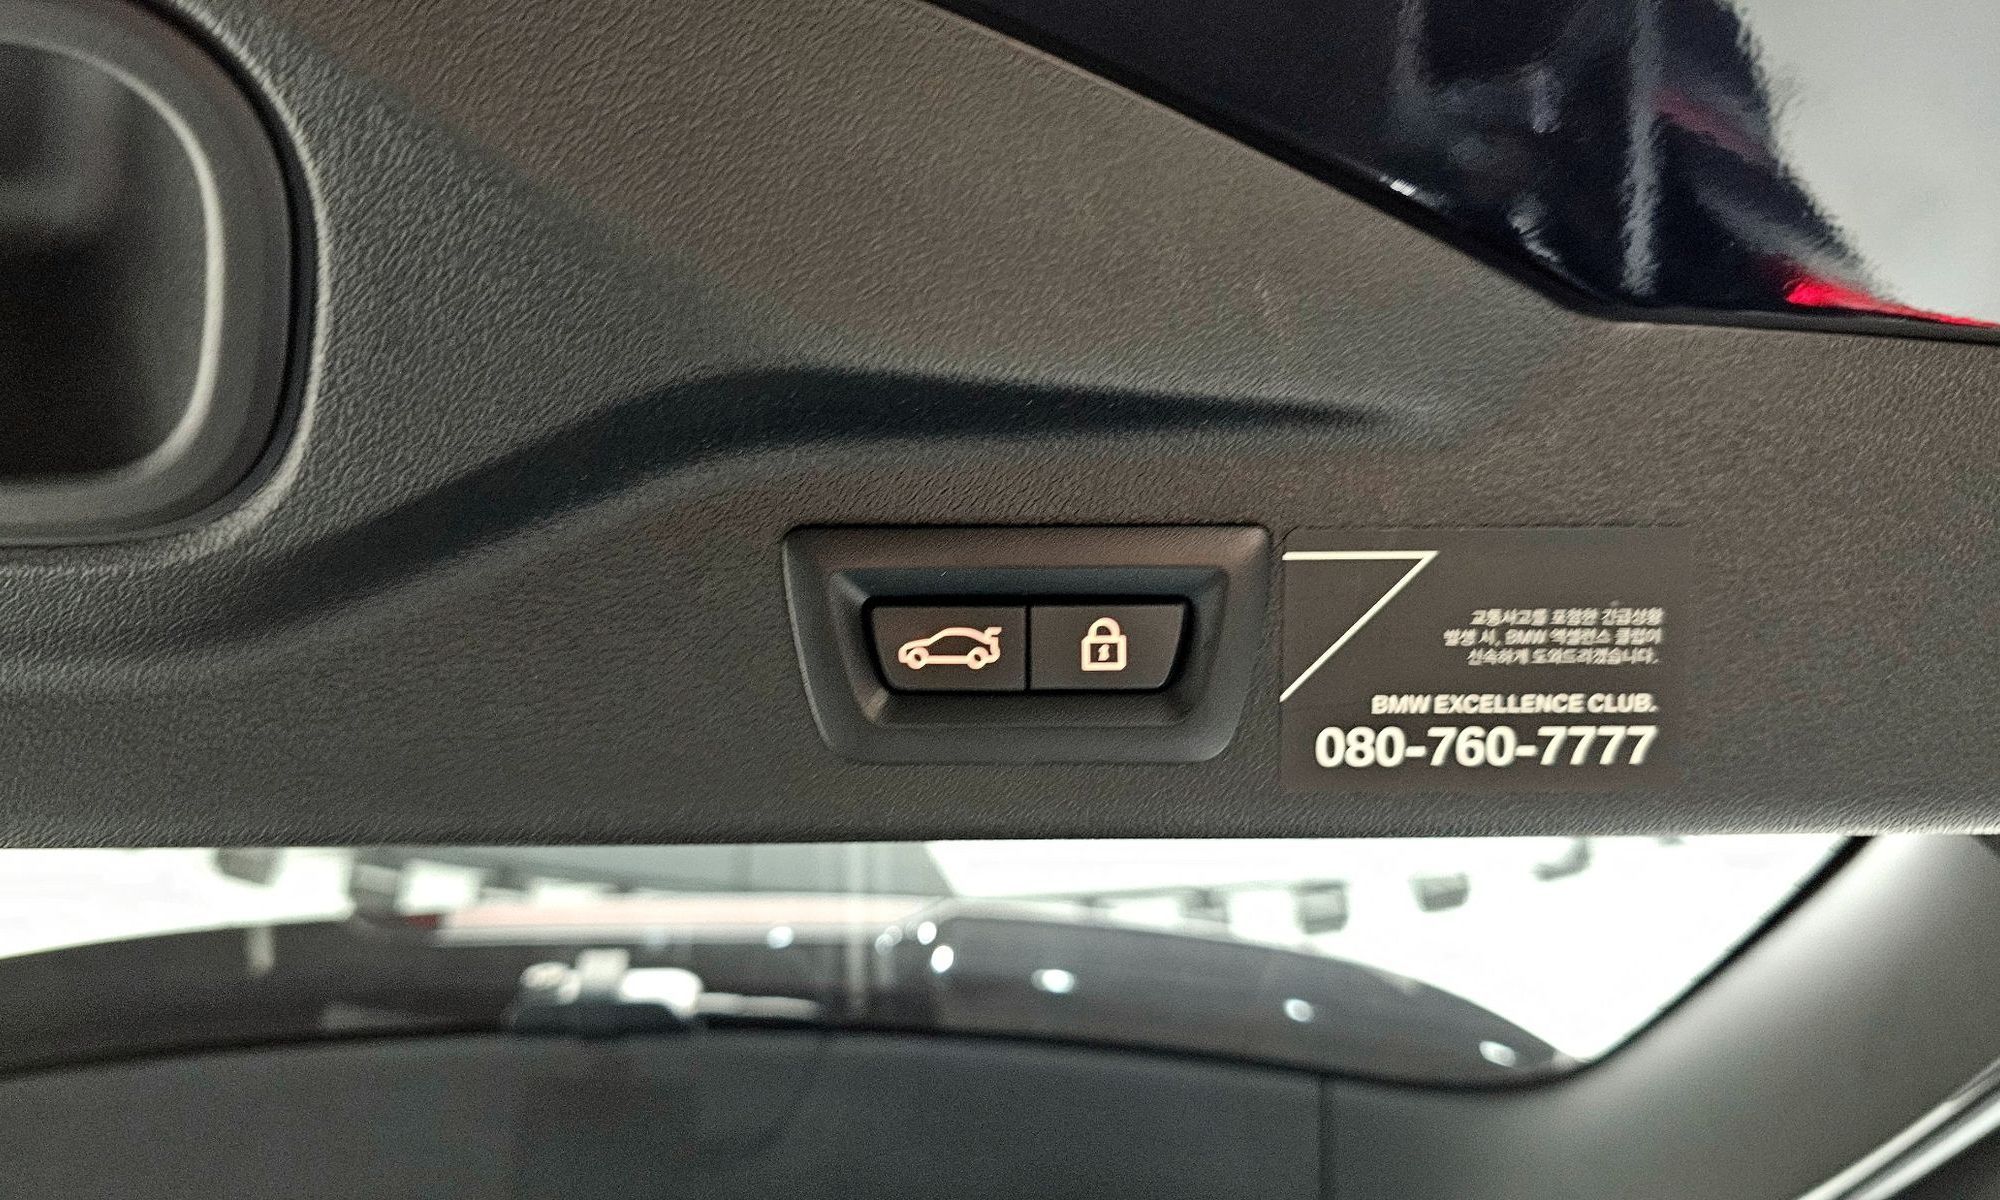 교통사고를 포함한 긴급상황
발생 시, BMW 엑셀런스 클럽이
신속하게 도와드리겠습니다.
BMW EXCELLENCE CLUB.
080-760-7777